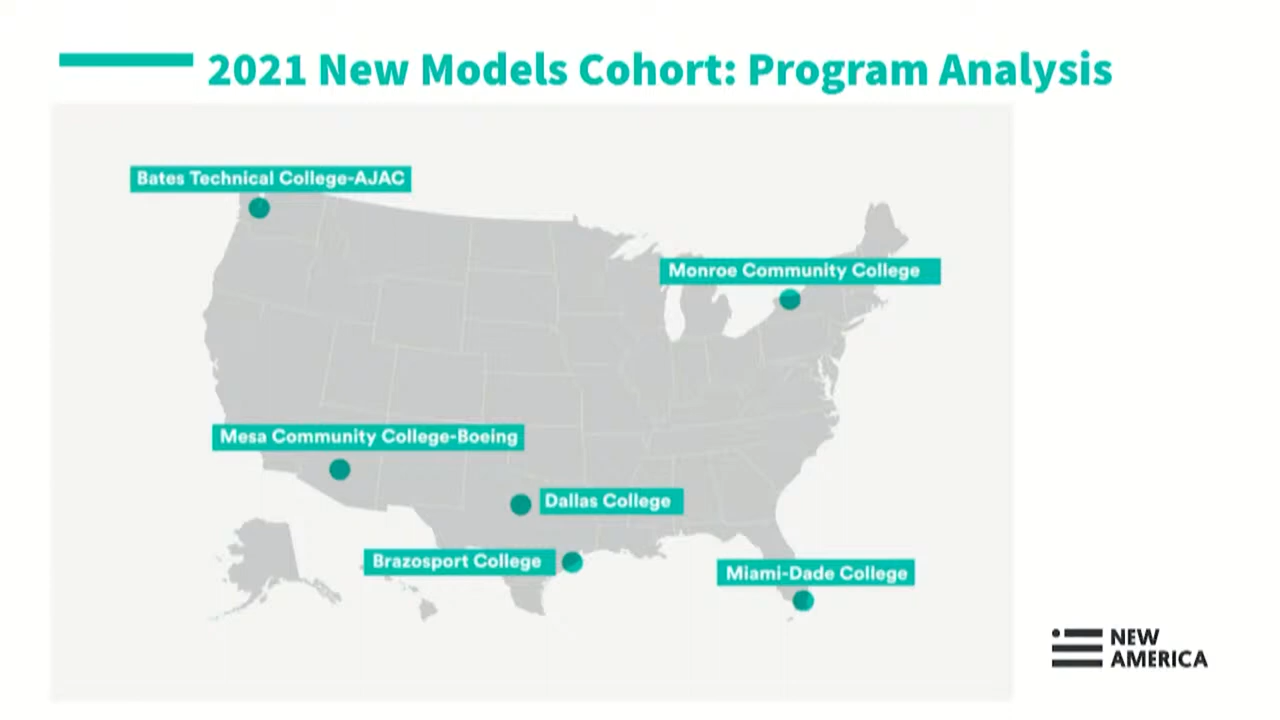 2021 New Models Cohort: Program Analysis
Bates Technical College-AJAC
Monroe Community College
Mesa Community College-Boeing
Dallas College
Brazosport College
Miami-Dade College
NEW
AMERICA